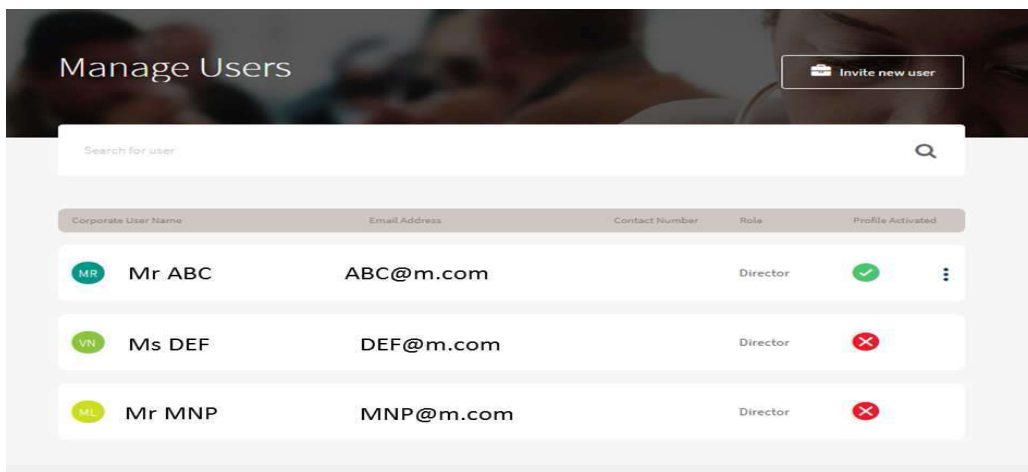 Manage Users
Invite new user
Search for user
Corporate User Name Email Address Contact Number Role Profile Activated
MR Mr ABC ABC@m.com Director
VN Ms DEF DEF@m.com Director
ML Mr MNP MNP@m.com Director